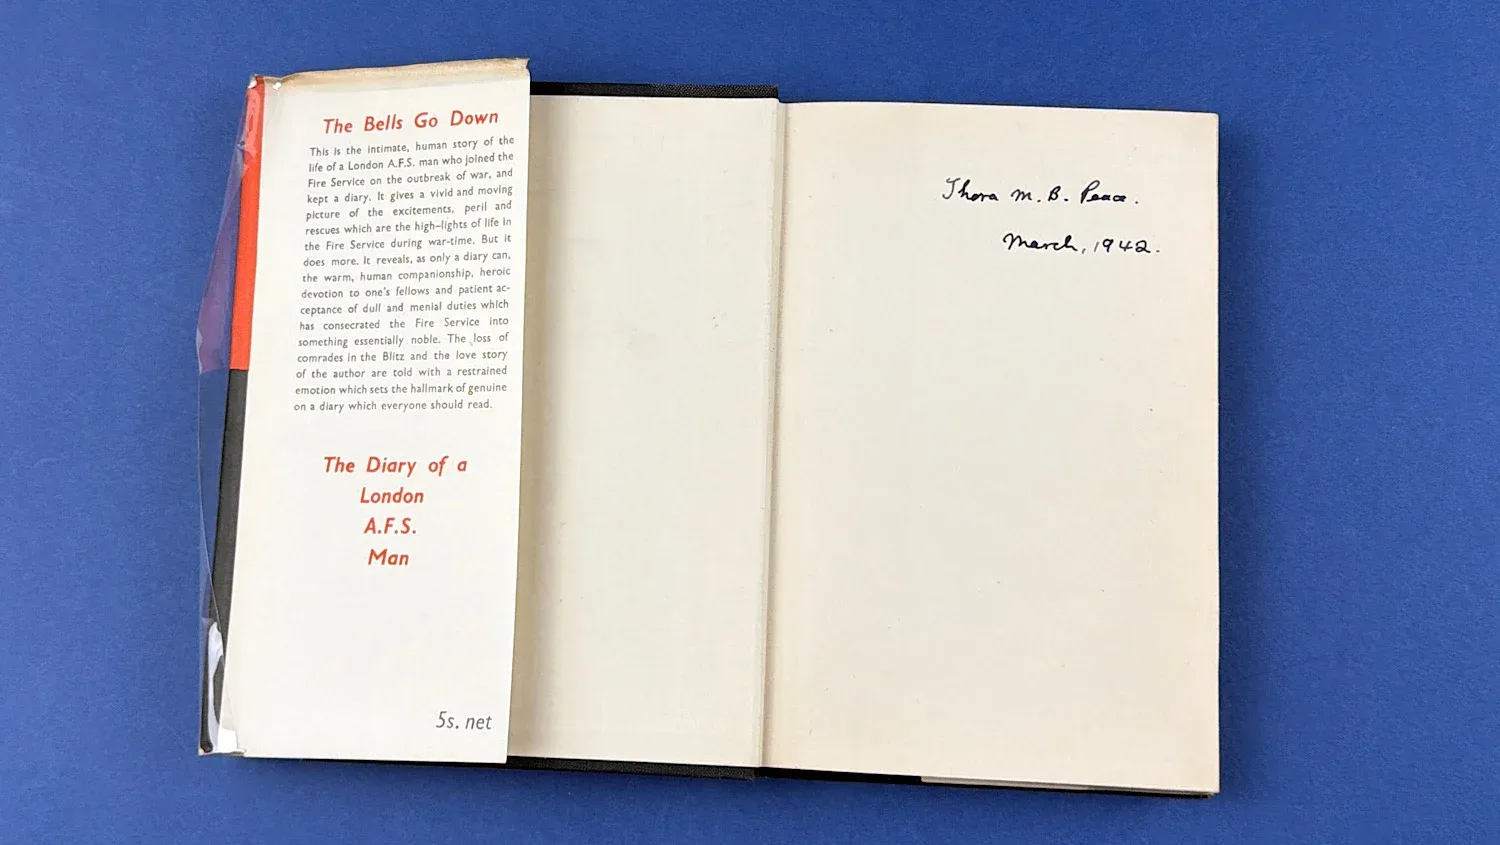 The Bells Go Down
This is the intimate, human story of the
life of a London A.F.S. man who joined the
Fire Service on the outbreak of war, and
kept a diary. It gives a vivid and moving
picture of the excitements, peril and
rescues which are the high-lights of life in
the Fire Service during war-time. But it
does more. It reveals, as only a diary can,
the warm, human companionship, heroic
devotion to one's fellows and patient ac-
ceptance of dull and menial duties which
has consecrated the Fire Service into
something essentially noble. The loss of
comrades in the Blitz and the love story
of the author are told with a restrained
emotion which sets the hallmark of genuine
on a diary which everyone should read.
The Diary of a
London
A.F.S.
Man
5s. net
Thora M. B. Peace.
March, 1942.